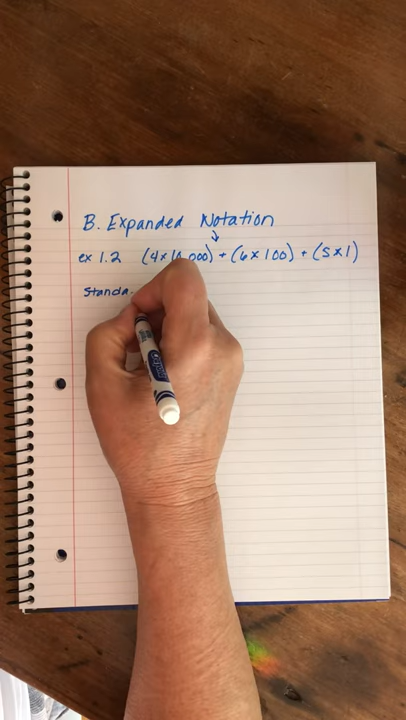 B. Expanded Notation
ex 1.2 (4 x 10,000) + (6 x 100) + (5 x 1)
Standa